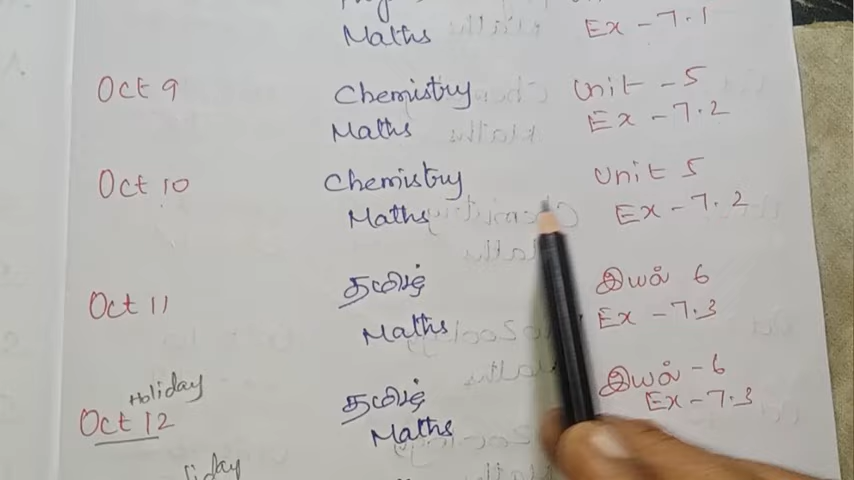 Maths Ex - 7.1
Oct 9 Chemistry Unit - 5
Maths Ex - 7.2
Oct 10 Chemistry Unit 5
Maths Ex - 7.2
Oct 11 தமிழ் இயல் 6
Maths Ex - 7.3
Holiday
Oct 12 தமிழ் இயல் - 6
Maths Ex - 7.3